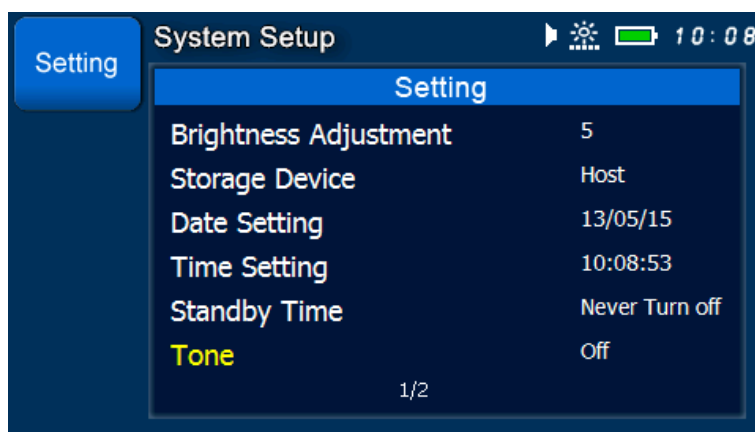 Setting
System Setup 10:08
Setting
Brightness Adjustment 5
Storage Device Host
Date Setting 13/05/15
Time Setting 10:08:53
Standby Time Never Turn off
Tone Off
1/2